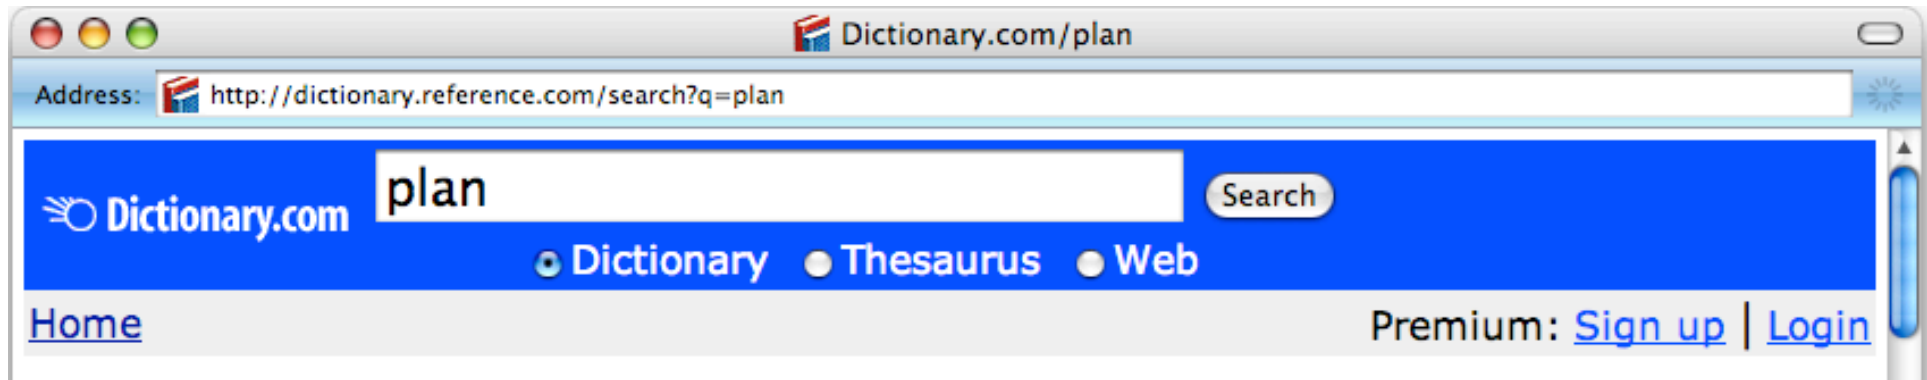 Dictionary.com/plan
Address: http://dictionary.reference.com/search?q=plan
Dictionary.com plan Search
Dictionary Thesaurus Web
Home Premium: Sign up | Login